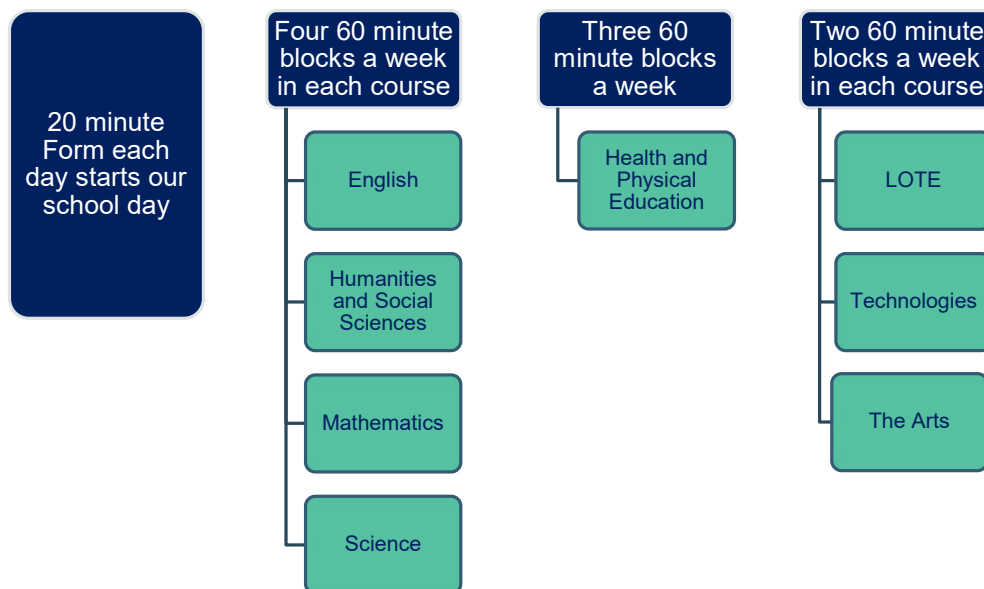 20 minute
Form each
day starts our
school day
Four 60 minute
blocks a week
in each course
English
Humanities
and Social
Sciences
Mathematics
Science
Three 60
minute blocks
a week
Health and
Physical
Education
Two 60 minute
blocks a week
in each course
LOTE
Technologies
The Arts